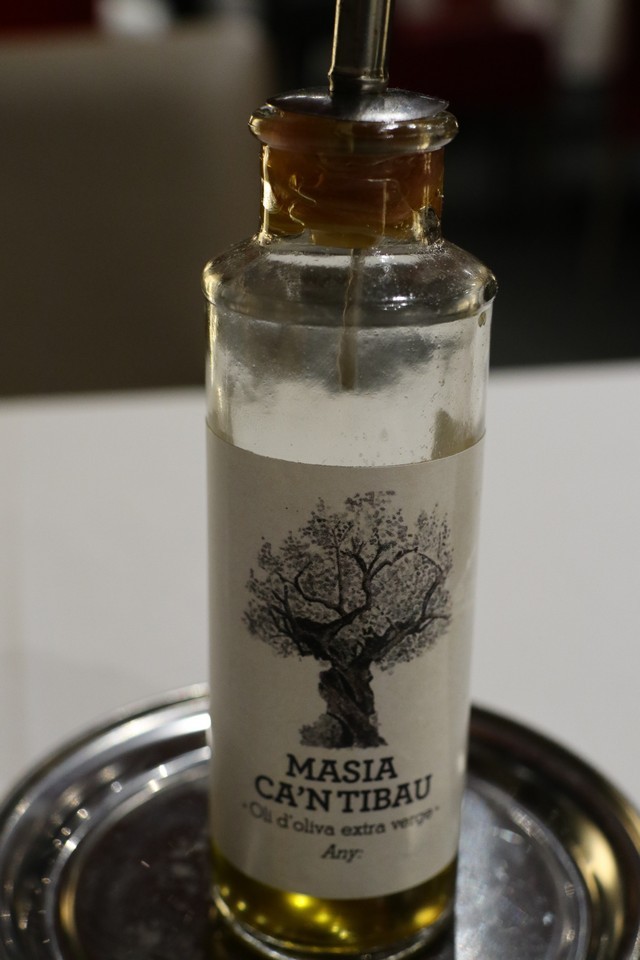 MASIA
CA'N TIBAU
·Oli d'oliva extra verge·
Any: